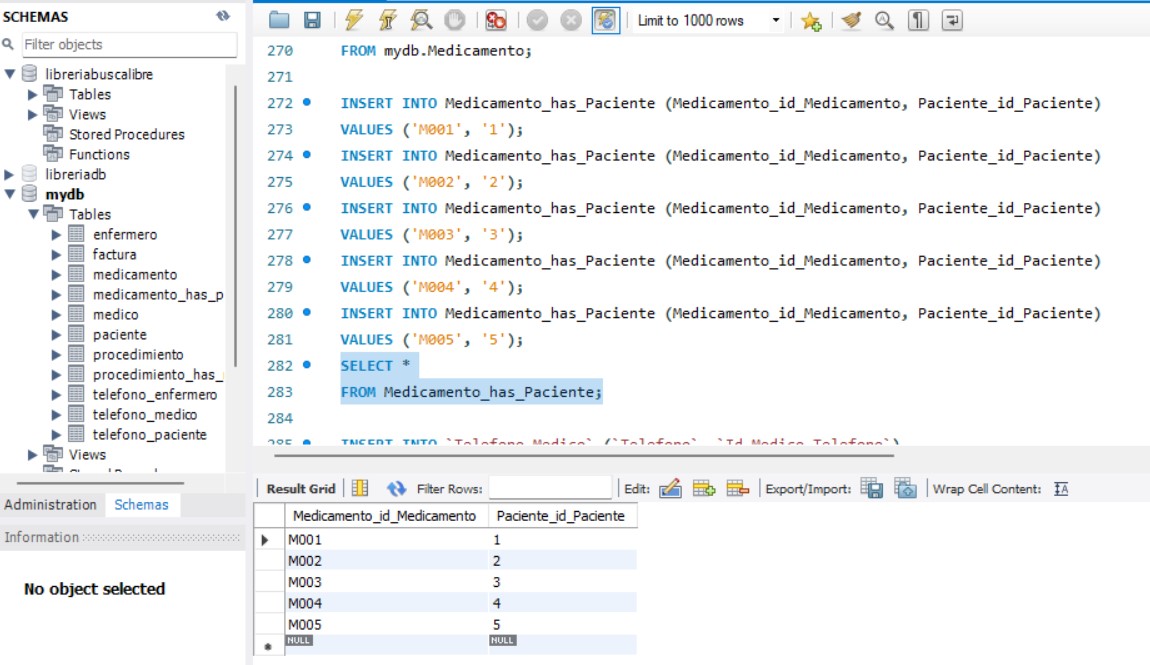 SCHEMAS
Filter objects
libreriabuscalibre
Tables
Views
Stored Procedures
Functions
libreriadb
mydb
Tables
enfermero
factura
medicamento
medicamento_has_p
medico
paciente
procedimiento
procedimiento_has_
telefono_enfermero
telefono_medico
telefono_paciente
Views
Administration Schemas
Information
No object selected
Limit to 1000 rows
270 FROM mydb.Medicamento;
271
272 INSERT INTO Medicamento_has_Paciente (Medicamento_id_Medicamento, Paciente_id_Paciente)
273 VALUES ('M001', '1');
274 INSERT INTO Medicamento_has_Paciente (Medicamento_id_Medicamento, Paciente_id_Paciente)
275 VALUES ('M002', '2');
276 INSERT INTO Medicamento_has_Paciente (Medicamento_id_Medicamento, Paciente_id_Paciente)
277 VALUES ('M003', '3');
278 INSERT INTO Medicamento_has_Paciente (Medicamento_id_Medicamento, Paciente_id_Paciente)
279 VALUES ('M004', '4');
280 INSERT INTO Medicamento_has_Paciente (Medicamento_id_Medicamento, Paciente_id_Paciente)
281 VALUES ('M005', '5');
282 SELECT *
283 FROM Medicamento_has_Paciente;
284
285 INSERT INTO `Telefono_Medico` (`Telefono`, `Id_Medico_Telefono`)
Result Grid Filter Rows: Edit: Export/Import: Wrap Cell Content:
Medicamento_id_Medicamento Paciente_id_Paciente
M001 1
M002 2
M003 3
M004 4
M005 5
NULL NULL